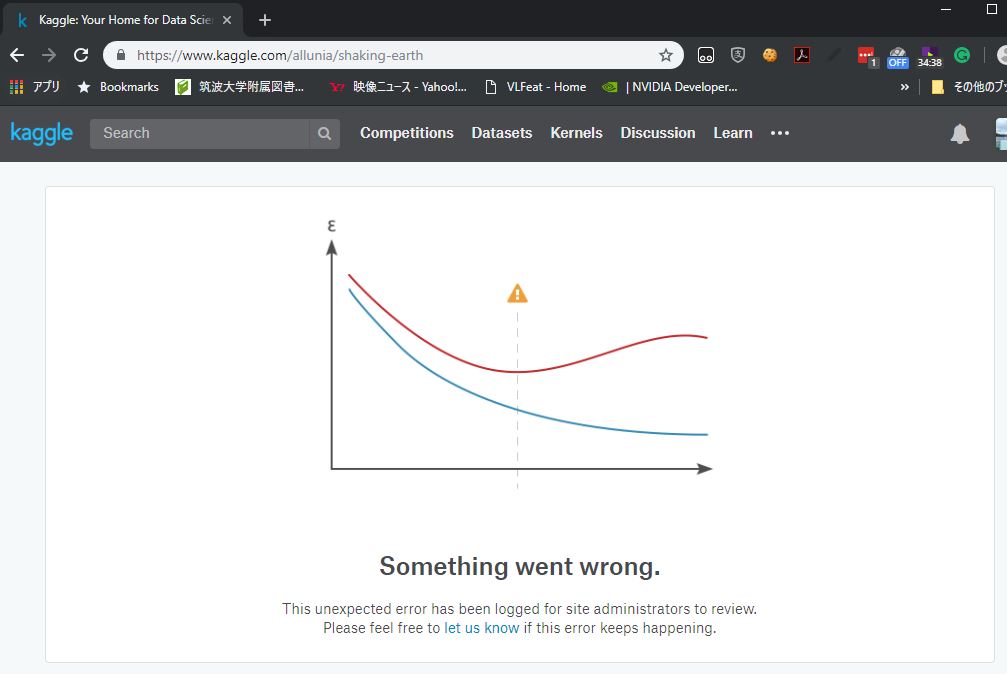 Kaggle: Your Home for Data Scie
https://www.kaggle.com/allunia/shaking-earth
1 OFF 34:38
アプリ Bookmarks 筑波大学附属図書... 映像ニュース - Yahoo!... VLFeat - Home | NVIDIA Developer... » その他のブッ
kaggle Search Competitions Datasets Kernels Discussion Learn
ε
Something went wrong.
This unexpected error has been logged for site administrators to review.
Please feel free to let us know if this error keeps happening.